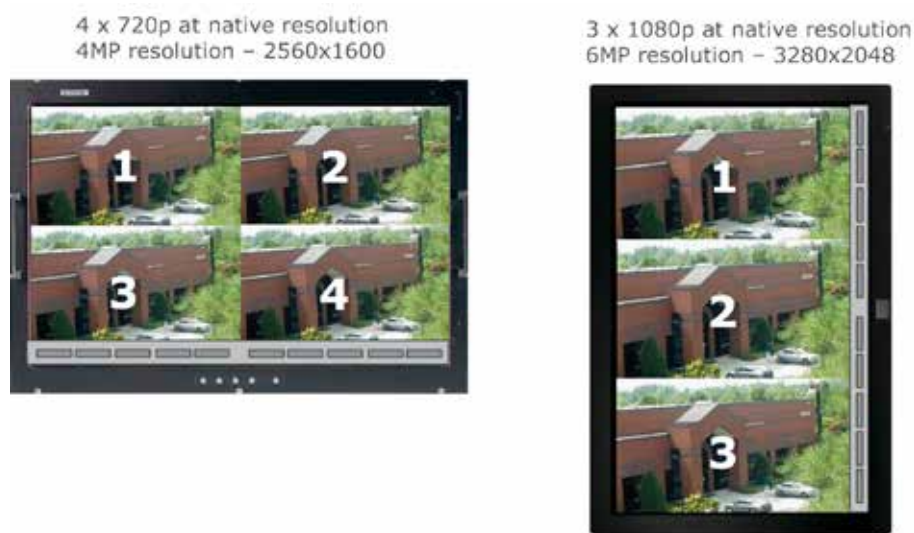 4 x 720p at native resolution
4MP resolution – 2560x1600
3 x 1080p at native resolution
6MP resolution – 3280x2048
1
2
3
4
1
2
3